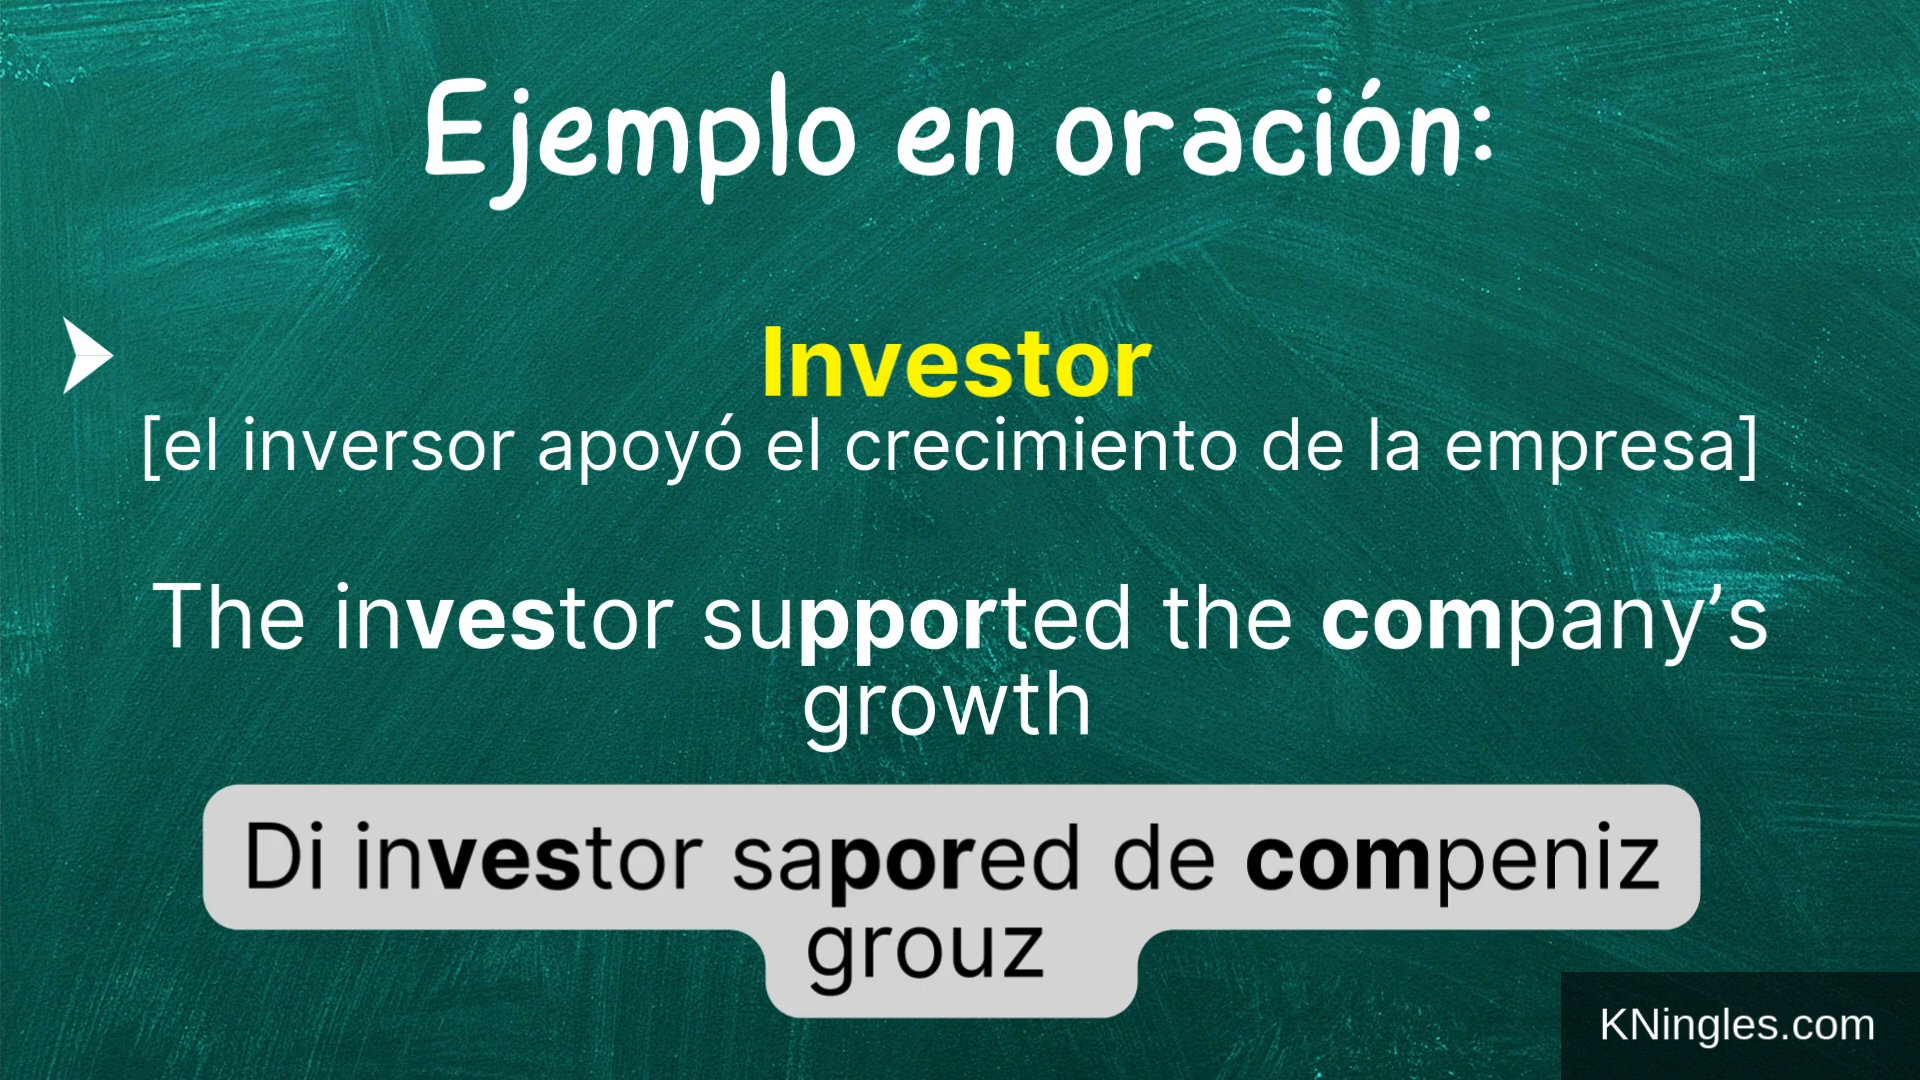 Ejemplo en oración:
Investor
[el inversor apoyó el crecimiento de la empresa]
The investor supported the company’s
growth
Di investor sapored de compeniz
grouz
KNingles.com